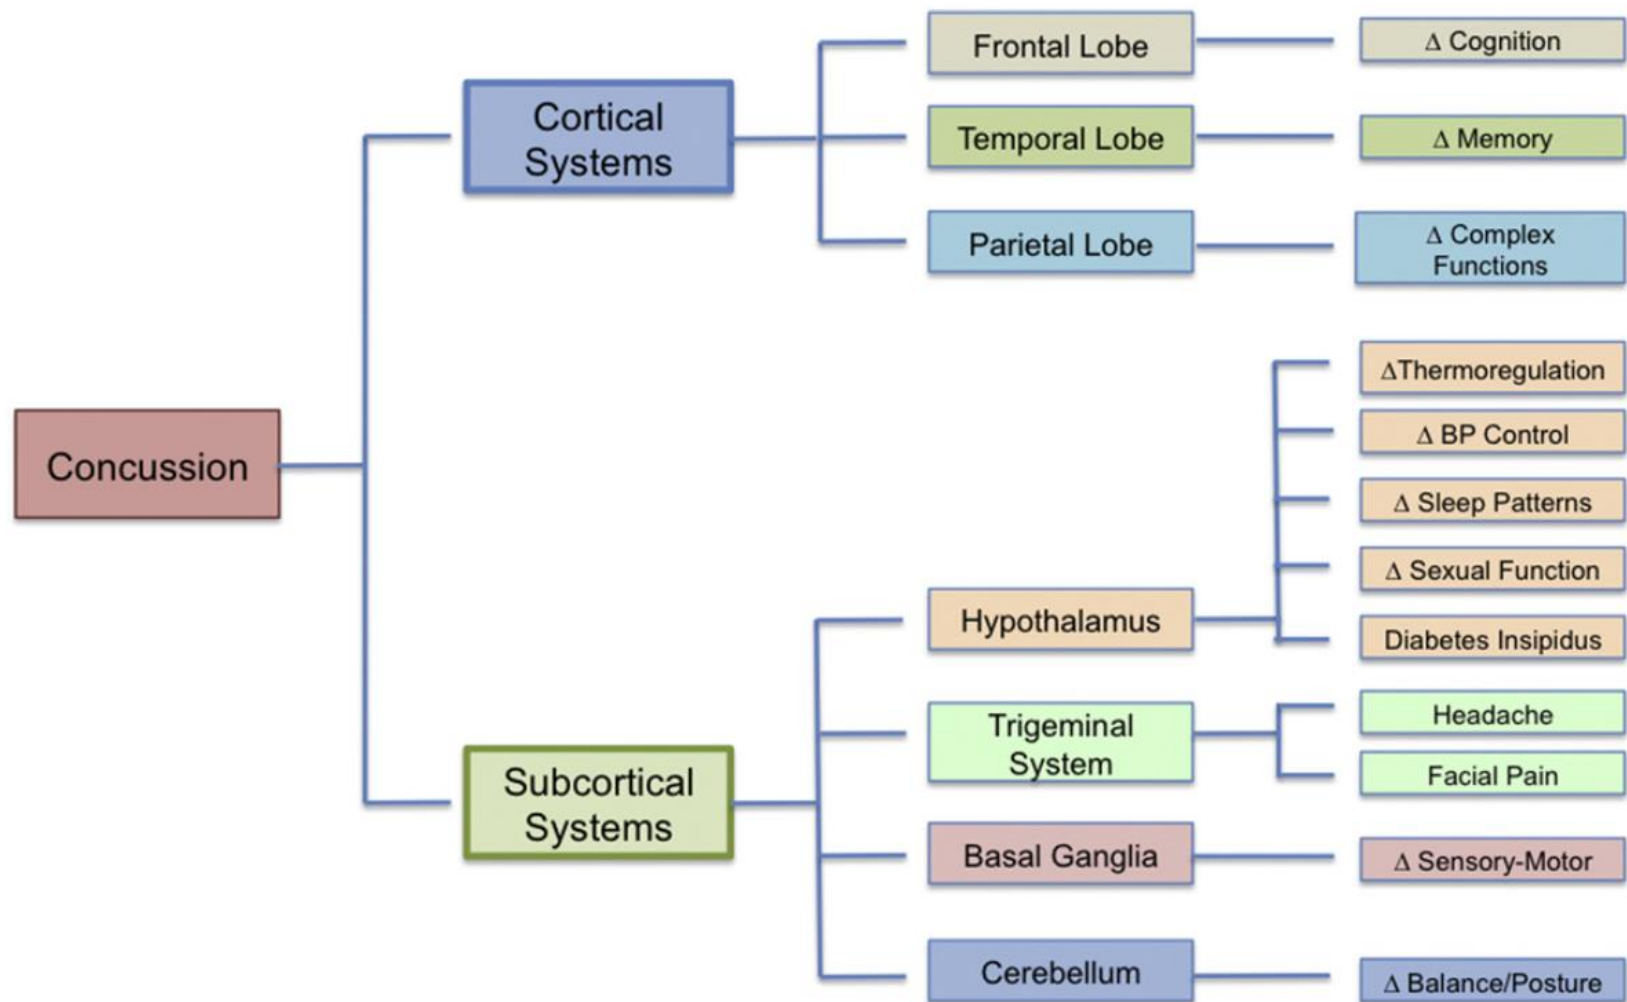 Frontal Lobe
Δ Cognition
Cortical
Systems
Temporal Lobe
Δ Memory
Parietal Lobe
Δ Complex
Functions
ΔThermoregulation
Δ BP Control
Concussion
Δ Sleep Patterns
Δ Sexual Function
Hypothalamus
Diabetes Insipidus
Trigeminal
System
Headache
Facial Pain
Subcortical
Systems
Basal Ganglia
Δ Sensory-Motor
Cerebellum
Δ Balance/Posture